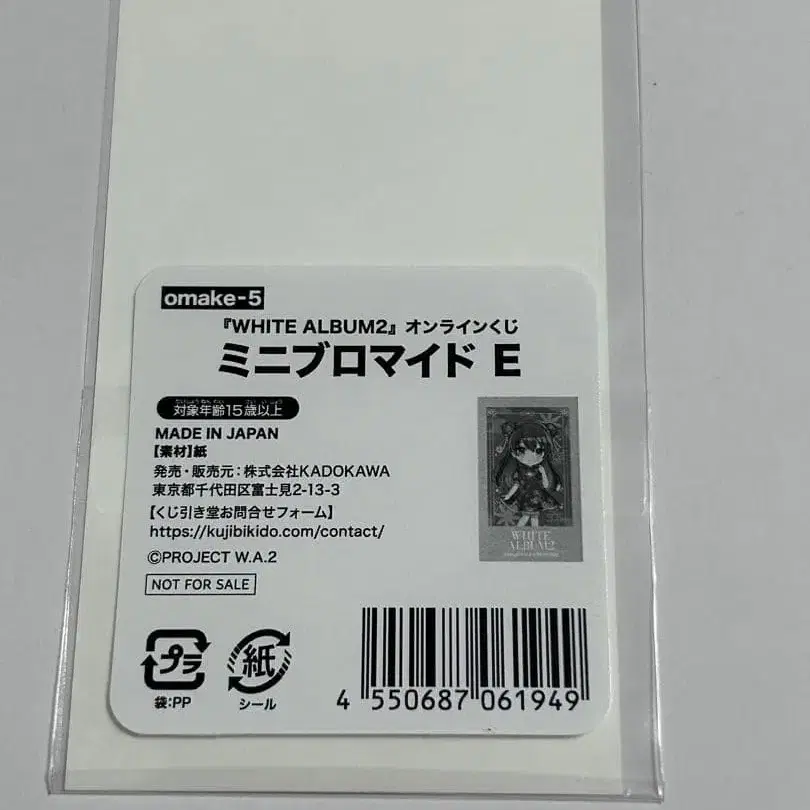 omake-5
『WHITE ALBUM2』オンラインくじ
ミニブロマイド E
対象年齢15歳以上
MADE IN JAPAN
【素材】紙
発売・販売元：株式会社KADOKAWA
東京都千代田区富士見2-13-3
【くじ引き堂お問合せフォーム】
https://kujibikido.com/contact/
©PROJECT W.A.2
NOT FOR SALE
WHITE
ALBUM2
プラ
袋:PP
紙
シール
4 550687 061949